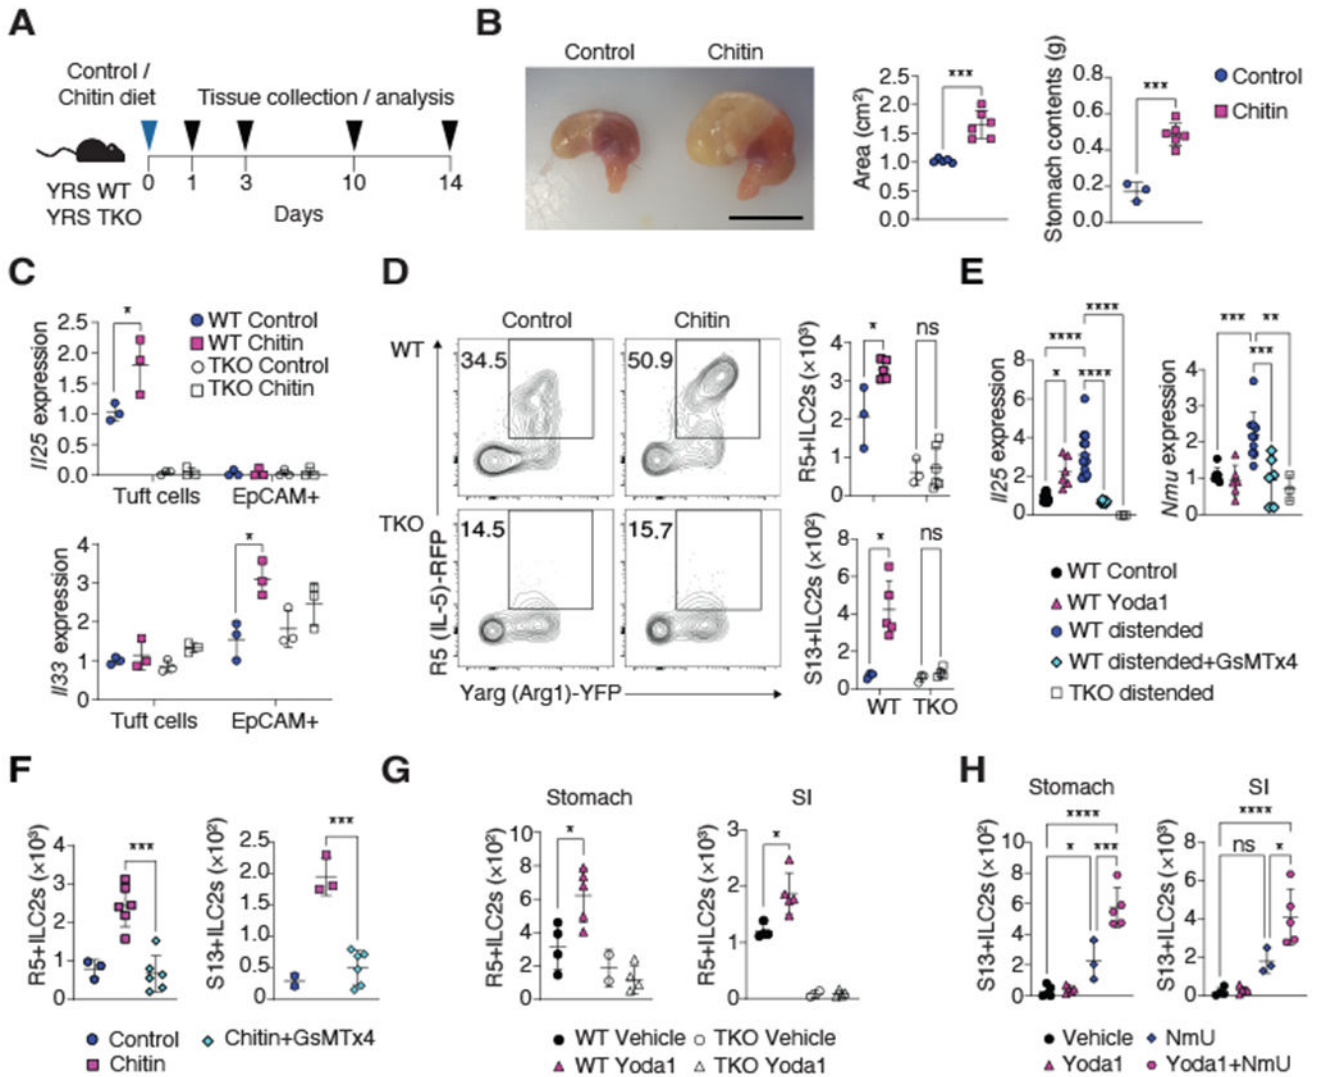 A
Control /
Chitin diet
Tissue collection / analysis
YRS WT
YRS TKO
0 1 3 10 14
Days
B
Control Chitin
Area (cm²)
2.5
2.0
1.5
1.0
0.5
0.0
***
Stomach contents (g)
0.8
0.6
0.4
0.2
0.0
***
Control
Chitin
C
Il25 expression
2.5
2.0
1.5
1.0
0.5
0.0
*
Tuft cells EpCAM+
WT Control
WT Chitin
TKO Control
TKO Chitin
Il33 expression
4
3
2
1
0
*
Tuft cells EpCAM+
D
Control Chitin
WT
34.5 50.9
TKO
14.5 15.7
R5 (IL-5)-RFP
Yarg (Arg1)-YFP
R5+ILC2s (×10³)
4
3
2
1
0
* ns
S13+ILC2s (×10²)
8
6
4
2
0
* ns
WT TKO
E
Il25 expression
8
6
4
2
0
****
****
* ****
Nmu expression
4
3
2
1
0
*** **
***
WT Control
WT Yoda1
WT distended
WT distended+GsMTx4
TKO distended
F
R5+ILC2s (×10³)
4
3
2
1
0
***
S13+ILC2s (×10²)
2.5
2.0
1.5
1.0
0.5
0
***
Control
Chitin
Chitin+GsMTx4
G
Stomach
R5+ILC2s (×10²)
10
8
6
4
2
0
*
SI
R5+ILC2s (×10³)
3
2
1
0
*
WT Vehicle TKO Vehicle
WT Yoda1 TKO Yoda1
H
Stomach
S13+ILC2s (×10²)
10
8
6
4
2
0
****
* ***
SI
S13+ILC2s (×10²)
8
6
4
2
0
****
ns *
Vehicle NmU
Yoda1 Yoda1+NmU